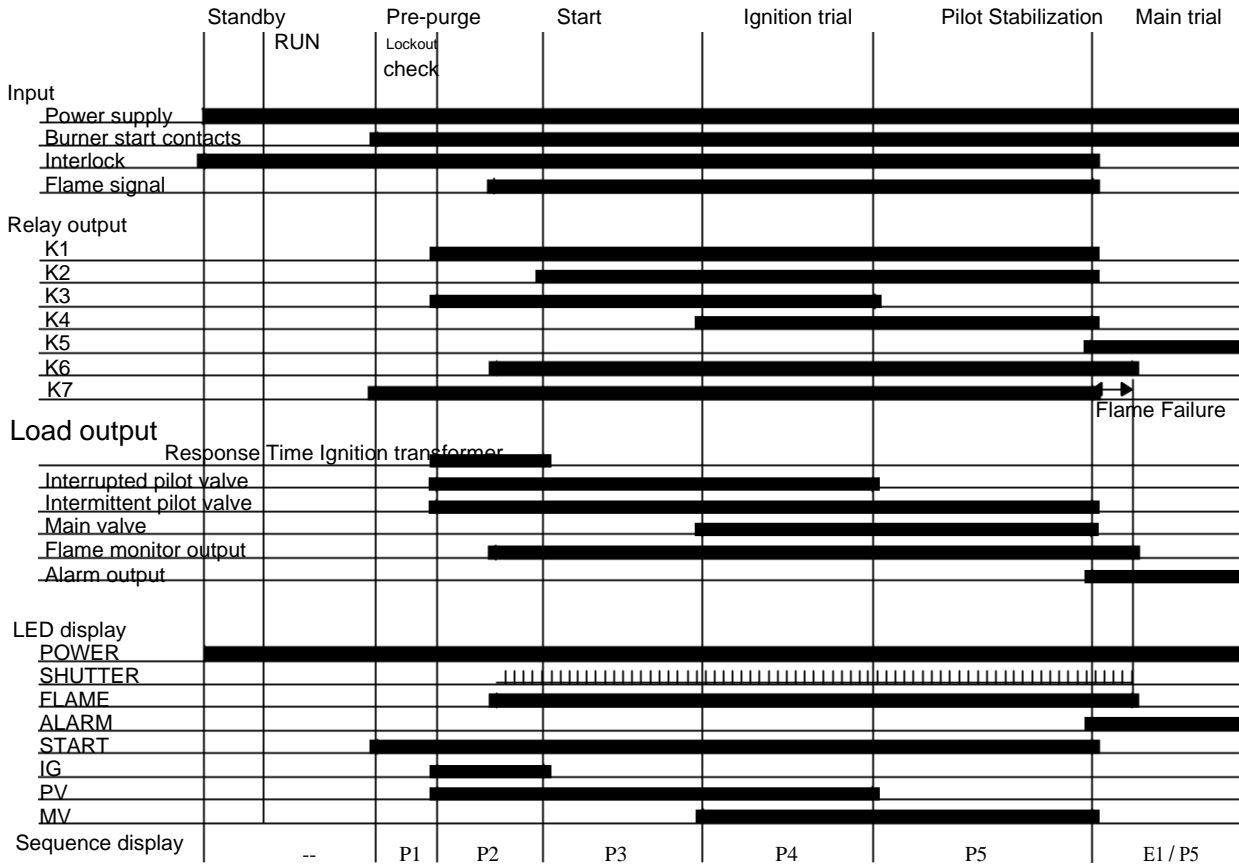 Standby Pre-purge Start Ignition trial Pilot Stabilization Main trial
RUN Lockout
check
Input
Power supply
Burner start contacts
Interlock
Flame signal
Relay output
K1
K2
K3
K4
K5
K6
K7
Flame Failure
Load output
Response Time Ignition transformer
Interrupted pilot valve
Intermittent pilot valve
Main valve
Flame monitor output
Alarm output
LED display
POWER
SHUTTER
FLAME
ALARM
START
IG
PV
MV
Sequence display -- P1 P2 P3 P4 P5 E1 / P5